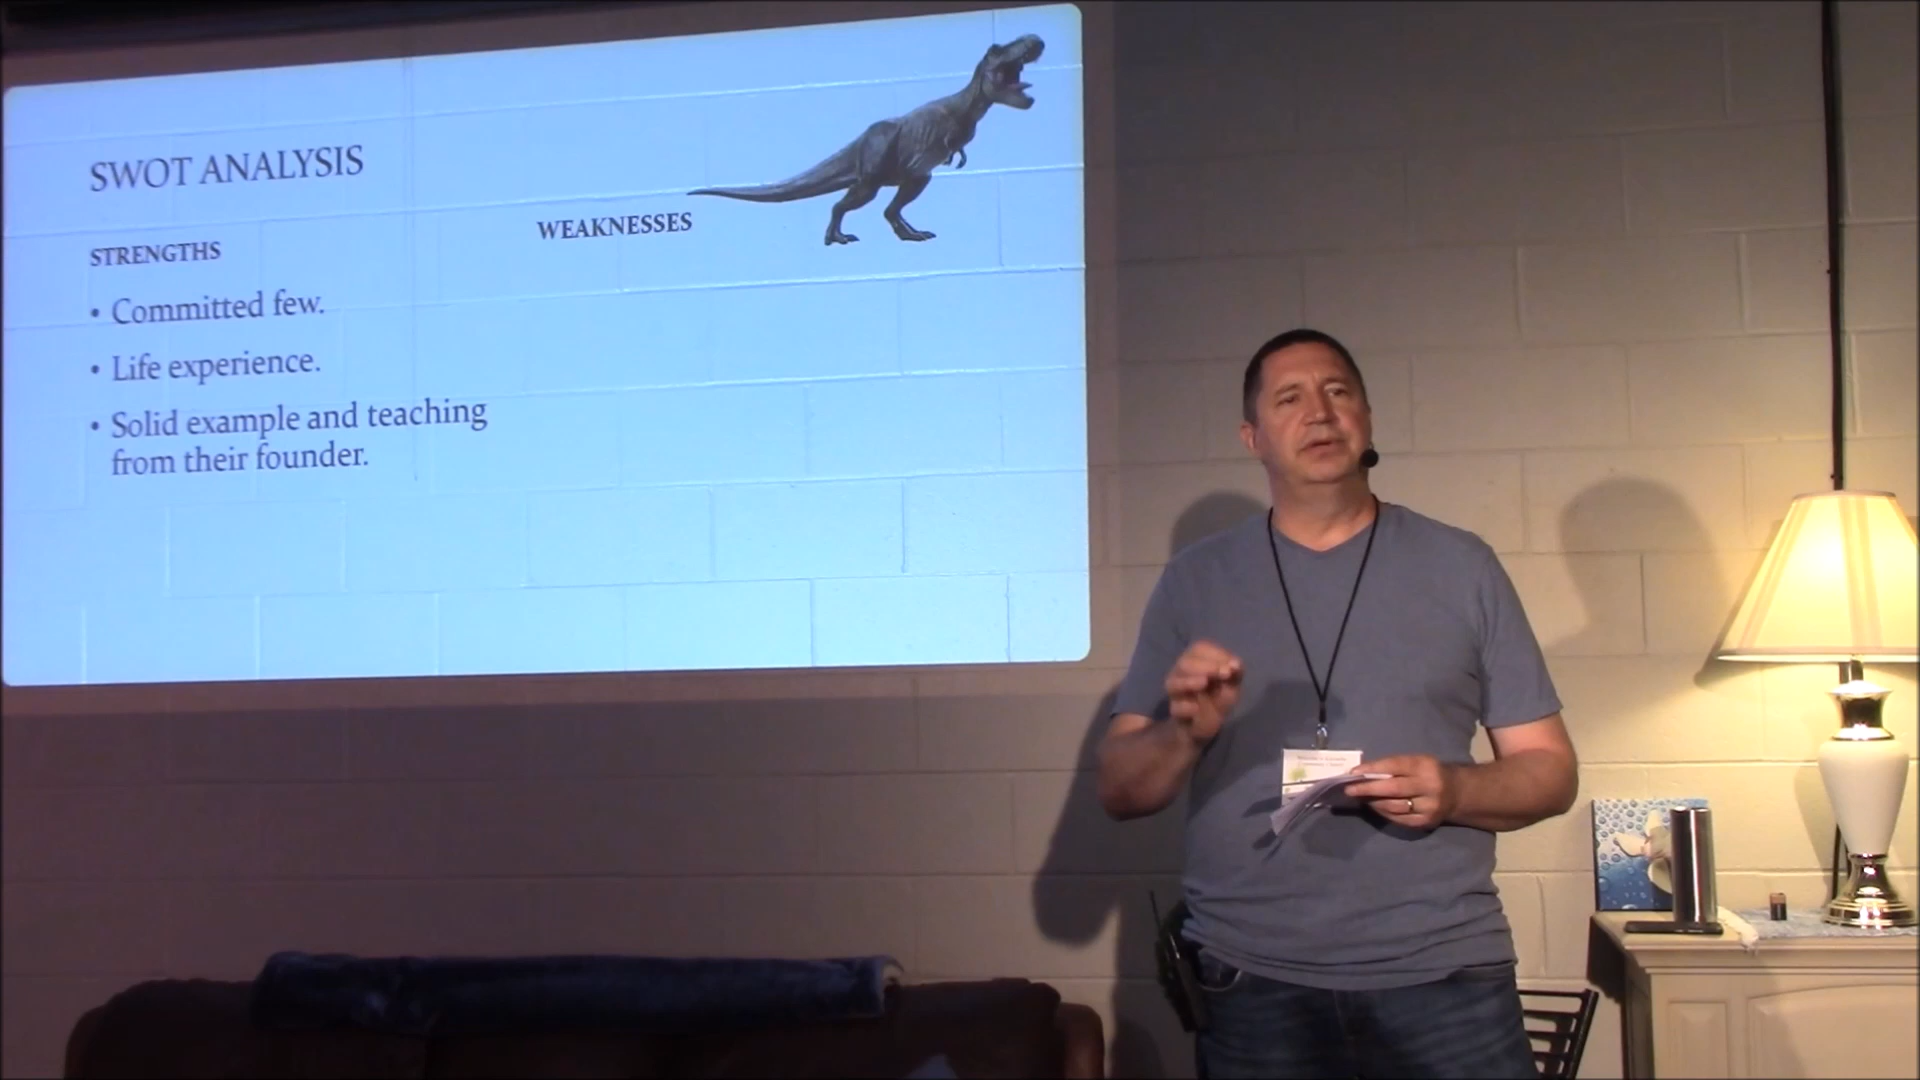 SWOT ANALYSIS
STRENGTHS
• Committed few.
• Life experience.
• Solid example and teaching
from their founder.
WEAKNESSES